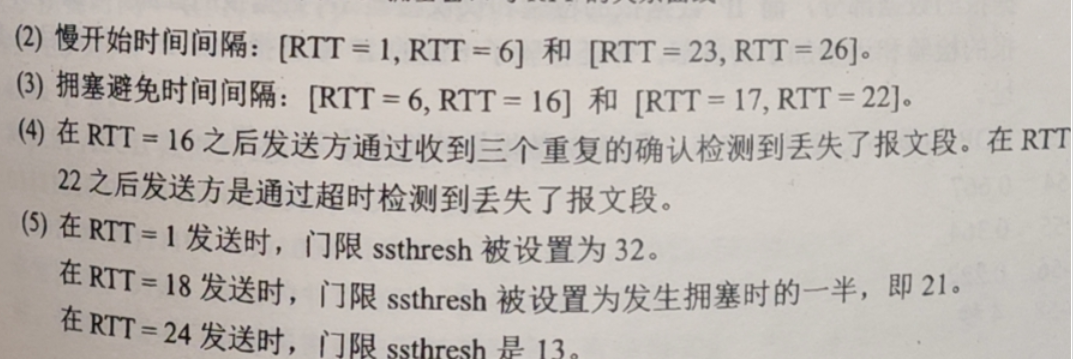 (2) 慢开始时间间隔：[RTT = 1, RTT = 6] 和 [RTT = 23, RTT = 26]。
(3) 拥塞避免时间间隔：[RTT = 6, RTT = 16] 和 [RTT = 17, RTT = 22]。
(4) 在 RTT = 16 之后发送方通过收到三个重复的确认检测到丢失了报文段。在 RTT
22 之后发送方是通过超时检测到丢失了报文段。
(5) 在 RTT = 1 发送时，门限 ssthresh 被设置为 32。
在 RTT = 18 发送时，门限 ssthresh 被设置为发生拥塞时的一半，即 21。
在 RTT = 24 发送时，门限 ssthresh 是 13。